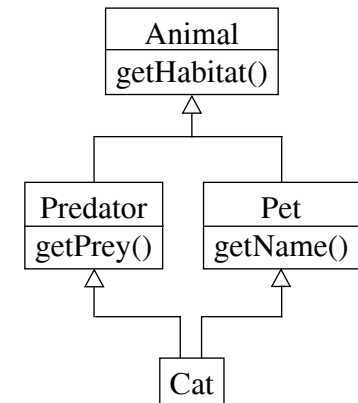 Animal
getHabitat()
Predator
getPrey()
Pet
getName()
Cat